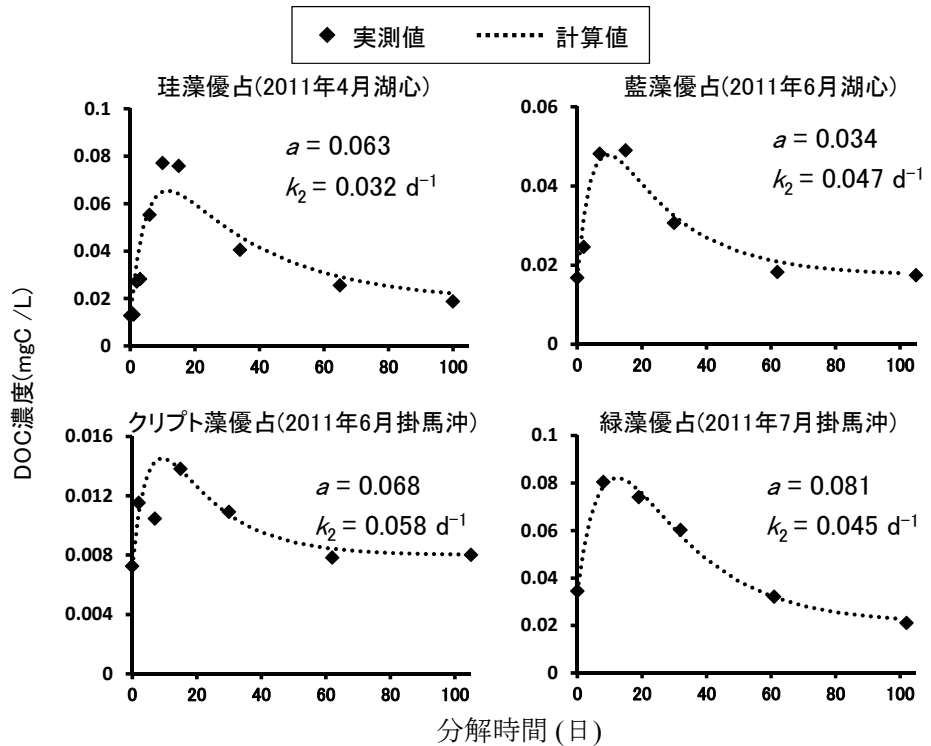 実測値 計算値
珪藻優占(2011年4月湖心)
0.1
0.08
0.06
0.04
0.02
0
0 20 40 60 80 100
a = 0.063
k₂ = 0.032 d⁻¹
藍藻優占(2011年6月湖心)
0.06
0.04
0.02
0
0 20 40 60 80 100
a = 0.034
k₂ = 0.047 d⁻¹
DOC濃度(mgC /L)
クリプト藻優占(2011年6月掛馬沖)
0.016
0.012
0.008
0.004
0
0 20 40 60 80 100
a = 0.068
k₂ = 0.058 d⁻¹
緑藻優占(2011年7月掛馬沖)
0.1
0.08
0.06
0.04
0.02
0
0 20 40 60 80 100
a = 0.081
k₂ = 0.045 d⁻¹
分解時間 (日)